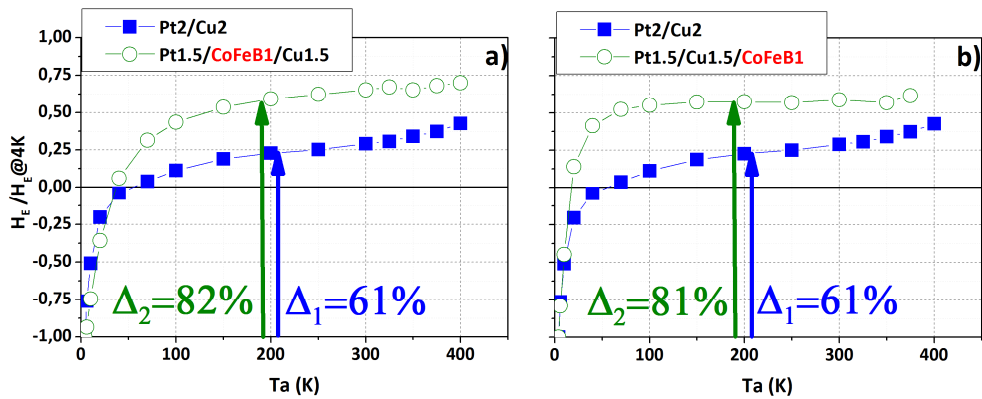 Pt2/Cu2
Pt1.5/CoFeB1/Cu1.5
a)
1,00
0,75
0,50
0,25
0,00
-0,25
-0,50
-0,75
-1,00
H_E /H_E@4K
Δ₂=82%
Δ₁=61%
0 100 200 300 400
Ta (K)
Pt2/Cu2
Pt1.5/Cu1.5/CoFeB1
b)
Δ₂=81%
Δ₁=61%
0 100 200 300 400
Ta (K)